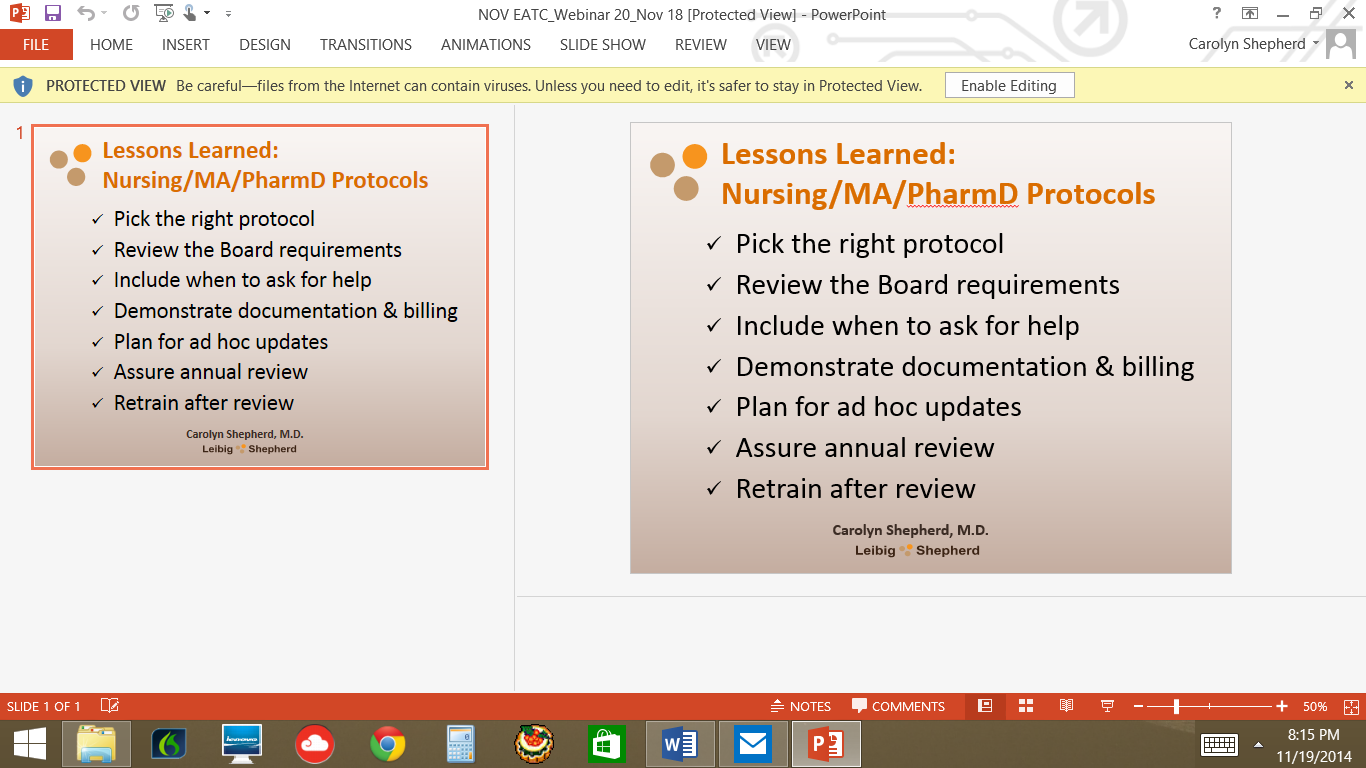 NOV EATC_Webinar 20_Nov 18 [Protected View] - PowerPoint
?
FILE HOME INSERT DESIGN TRANSITIONS ANIMATIONS SLIDE SHOW REVIEW VIEW
Carolyn Shepherd
PROTECTED VIEW Be careful—files from the Internet can contain viruses. Unless you need to edit, it's safer to stay in Protected View. Enable Editing
1
Lessons Learned:
Nursing/MA/PharmD Protocols
✓ Pick the right protocol
✓ Review the Board requirements
✓ Include when to ask for help
✓ Demonstrate documentation & billing
✓ Plan for ad hoc updates
✓ Assure annual review
✓ Retrain after review
Carolyn Shepherd, M.D.
Leibig Shepherd
Lessons Learned:
Nursing/MA/PharmD Protocols
✓ Pick the right protocol
✓ Review the Board requirements
✓ Include when to ask for help
✓ Demonstrate documentation & billing
✓ Plan for ad hoc updates
✓ Assure annual review
✓ Retrain after review
Carolyn Shepherd, M.D.
Leibig Shepherd
SLIDE 1 OF 1 NOTES COMMENTS 50%
lenovo
8:15 PM
11/19/2014